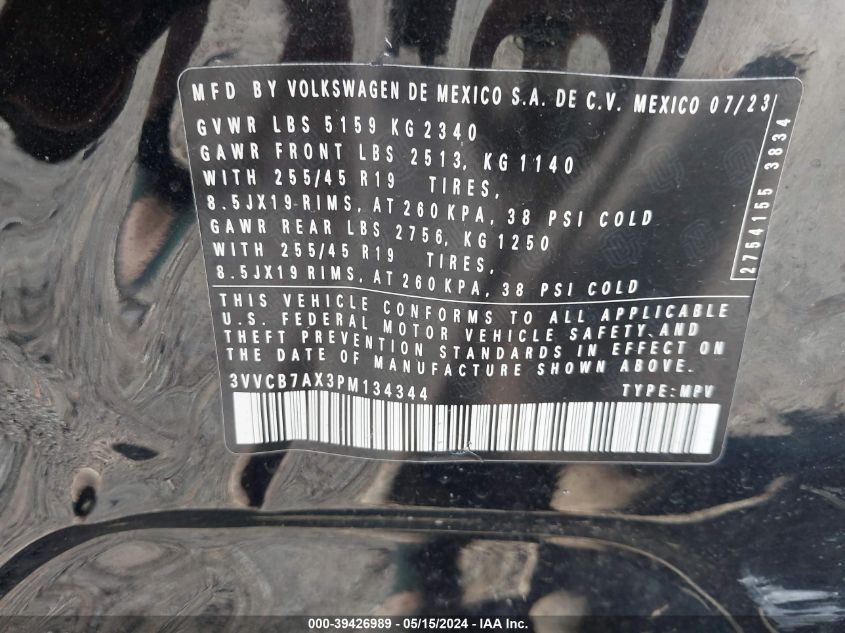 MFD BY VOLKSWAGEN DE MEXICO S.A. DE C.V. MEXICO 07/23
GVWR LBS 5159 KG 2340
GAWR FRONT LBS 2513, KG 1140
WITH 255/45 R19 TIRES,
8.5JX19 RIMS, AT 260 KPA, 38 PSI COLD
GAWR REAR LBS 2756, KG 1250
WITH 255/45 R19 TIRES,
8.5JX19 RIMS, AT 260 KPA, 38 PSI COLD
2754155 3834
THIS VEHICLE CONFORMS TO ALL APPLICABLE
U.S. FEDERAL MOTOR VEHICLE SAFETY AND
THEFT PREVENTION STANDARDS IN EFFECT ON
THE DATE OF MANUFACTURE SHOWN ABOVE.
3VVCB7AX3PM134344 TYPE:MPV
000-39426989 - 05/15/2024 - IAA Inc.